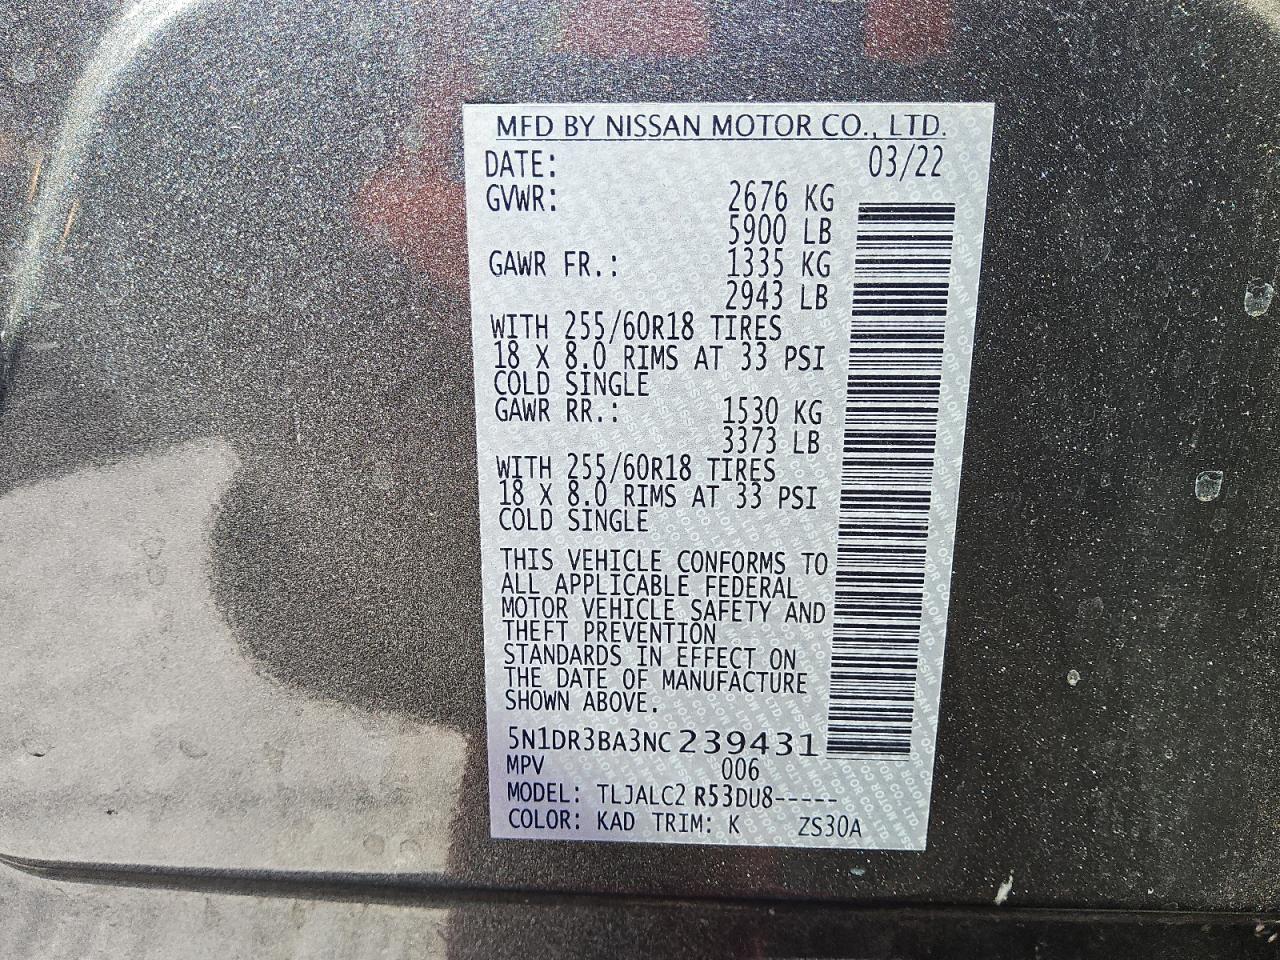 MFD BY NISSAN MOTOR CO., LTD.
DATE: 03/22
GVWR: 2676 KG
5900 LB
GAWR FR.: 1335 KG
2943 LB
WITH 255/60R18 TIRES
18 X 8.0 RIMS AT 33 PSI
COLD SINGLE
GAWR RR.: 1530 KG
3373 LB
WITH 255/60R18 TIRES
18 X 8.0 RIMS AT 33 PSI
COLD SINGLE
THIS VEHICLE CONFORMS TO
ALL APPLICABLE FEDERAL
MOTOR VEHICLE SAFETY AND
THEFT PREVENTION
STANDARDS IN EFFECT ON
THE DATE OF MANUFACTURE
SHOWN ABOVE.
5N1DR3BA3NC239431
MPV 006
MODEL: TLJALC2 R53DU8-----
COLOR: KAD TRIM: K ZS30A